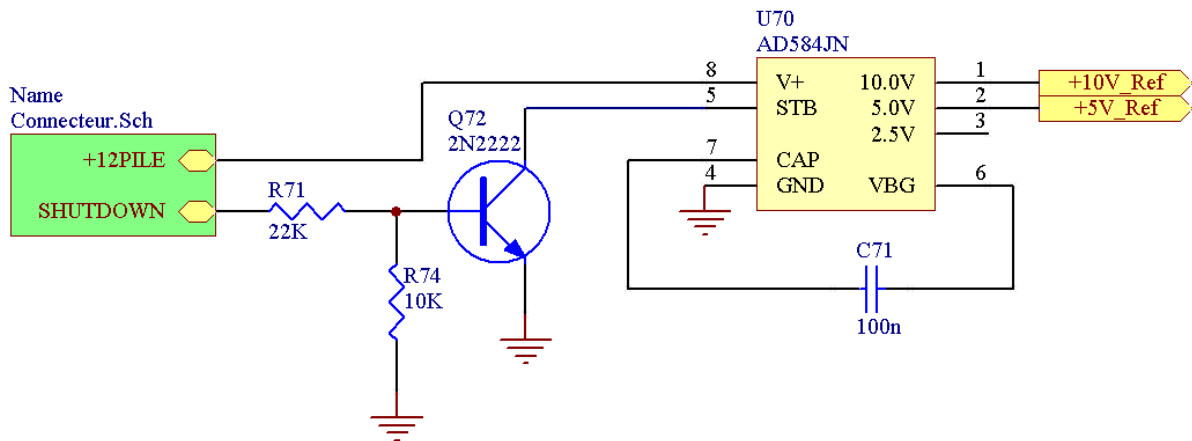 U70
AD584JN
Name
Connecteur.Sch
+12PILE
SHUTDOWN
R71
22K
R74
10K
Q72
2N2222
8
5
7
4
V+
STB
CAP
GND
10.0V
5.0V
2.5V
VBG
1
2
3
6
+10V_Ref
+5V_Ref
C71
100n